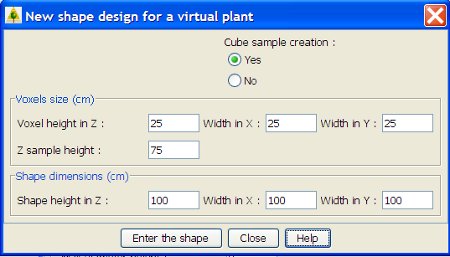 New shape design for a virtual plant
Cube sample creation :
Yes
No
Voxels size (cm)
Voxel height in Z : 25 Width in X : 25 Width in Y : 25
Z sample height : 75
Shape dimensions (cm)
Shape height in Z : 100 Width in X : 100 Width in Y : 100
Enter the shape Close Help